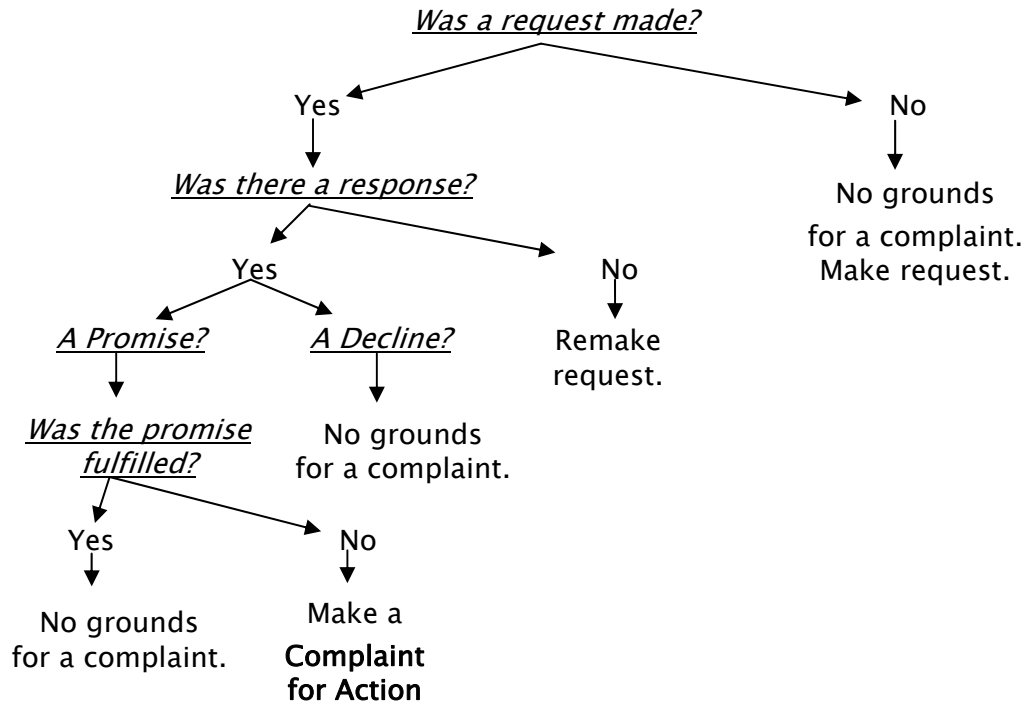 Was a request made?
Yes
No
Was there a response?
No grounds
for a complaint.
Make request.
Yes
No
A Promise?
A Decline?
Remake
request.
Was the promise
fulfilled?
No grounds
for a complaint.
Yes
No
No grounds
for a complaint.
Make a
Complaint
for Action